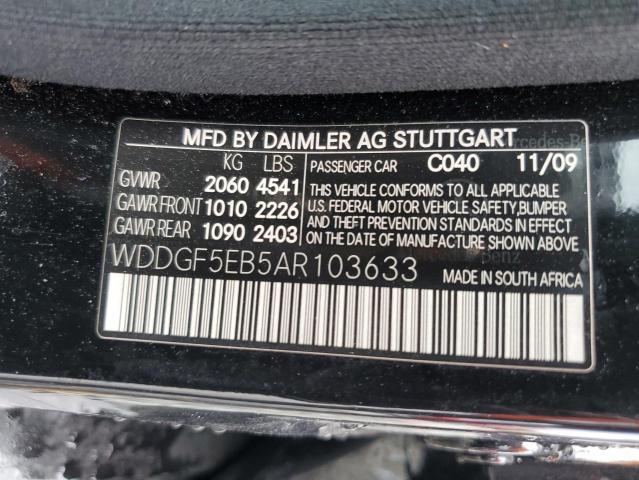 MFD BY DAIMLER AG STUTTGART
KG LBS PASSENGER CAR C040 11/09
GVWR 2060 4541
GAWR FRONT 1010 2226
GAWR REAR 1090 2403
THIS VEHICLE CONFORMS TO ALL APPLICABLE
U.S. FEDERAL MOTOR VEHICLE SAFETY, BUMPER
AND THEFT PREVENTION STANDARDS IN EFFECT
ON THE DATE OF MANUFACTURE SHOWN ABOVE.
WDDGF5EB5AR103633 MADE IN SOUTH AFRICA